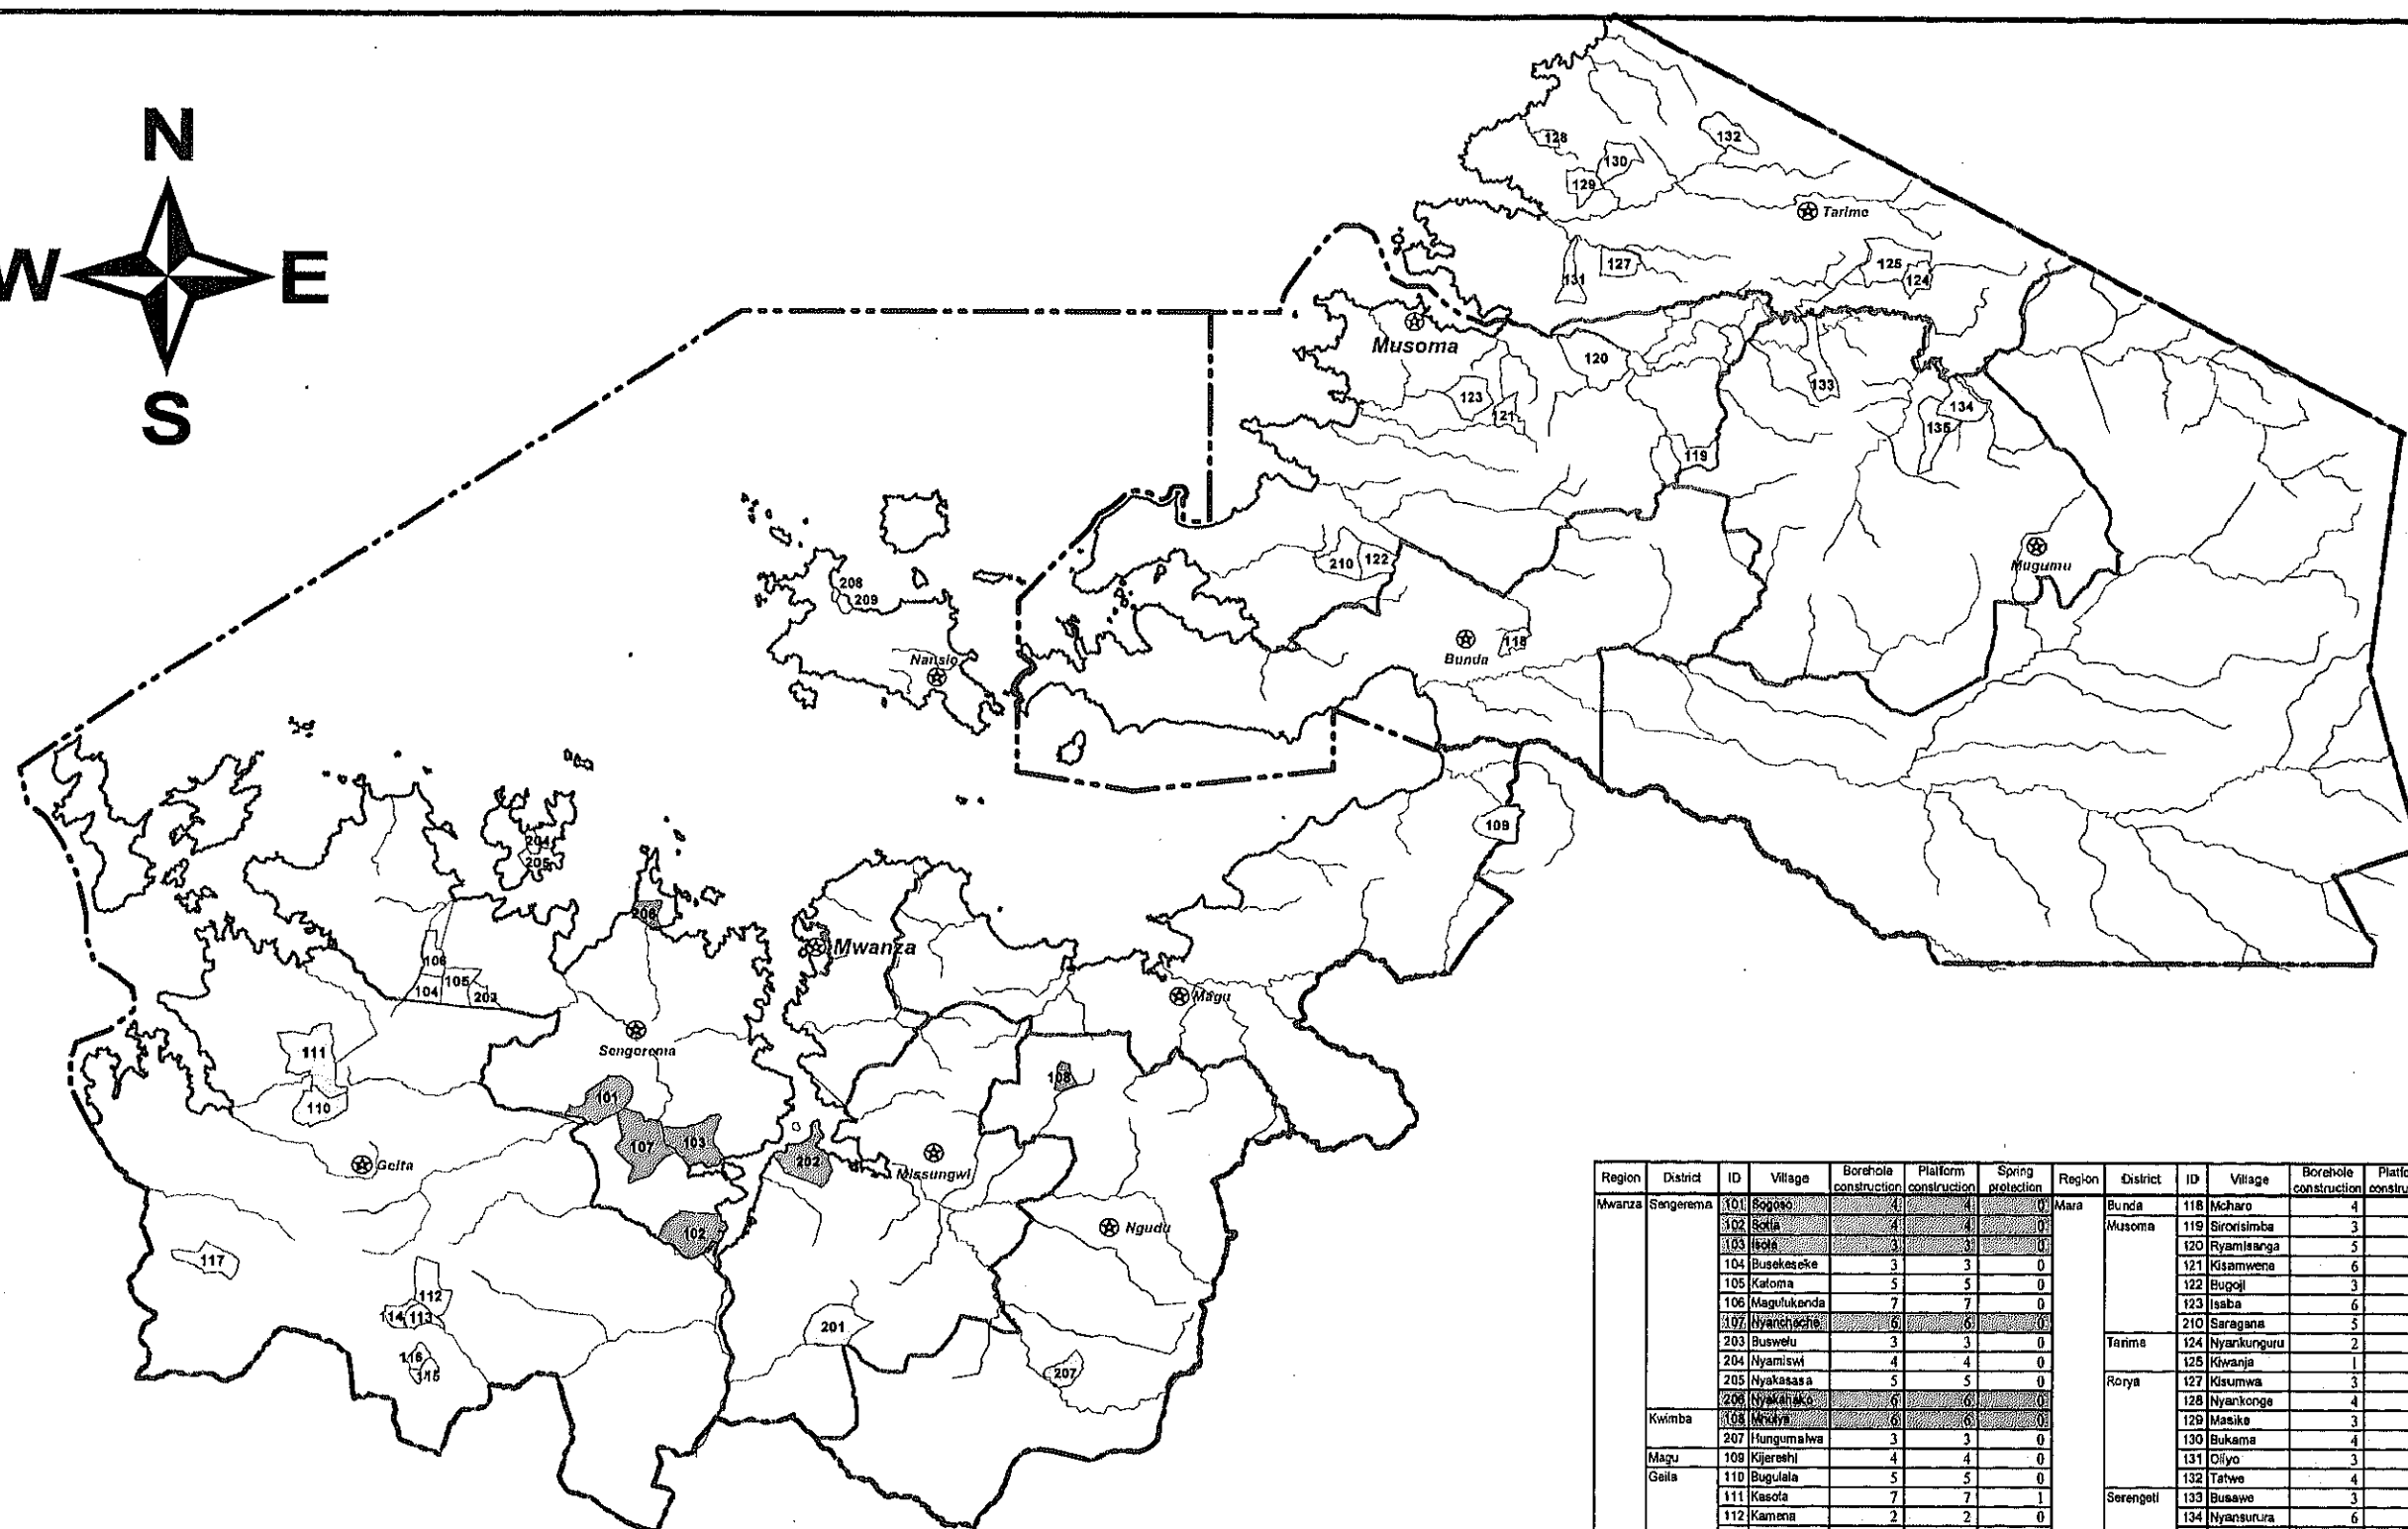 N
W E
S
132
128
130
129
Tarime
131
127
125
124
Musoma
120
133
123
121
134
135
119
210
122
Mugumu
208
209
Nansio
Bunda
118
109
204
205
206
Mwanza
106
105
104
203
Magu
Sengerema
111
110
108
101
107
103
202
Geita
Missungwi
102
Ngudu
117
112
114
113
201
116
115
207
Region District ID Village Borehole construction Platform construction Spring protection Region District ID Village Borehole construction
Mwanza Sengerema 101 Sogoso 4 4 0 Mara Bunda 118 Mcharo 4
102 Sotta 4 4 0 Musoma 119 Sirorisimba 3
103 Isole 3 3 0 120 Ryamisanga 5
104 Busekeseke 3 3 0 121 Kisamwene 6
105 Katoma 5 5 0 122 Bugoji 3
106 Magulukenda 7 7 0 123 Isaba 6
107 Nyancheche 6 6 0 210 Saragana 5
203 Buswelu 3 3 0 Tarime 124 Nyankunguru 2
204 Nyamiswi 4 4 0 125 Kiwanja 1
205 Nyakasasa 5 5 0 Rorya 127 Kisumwa 3
206 Nyakahako 6 6 0 128 Nyankonge 4
Kwimba 108 6 6 0 129 Masike 3
207 Hungumalwa 3 3 0 130 Bukama 4
Magu 109 Kijereshi 4 4 0 131 Oliyo 3
Geita 110 Bugulala 5 5 0 132 Tatwe 4
111 Kasota 7 7 1 Serengeti 133 Busawe 3
112 Kamena 2 2 0 134 Nyansurura 6